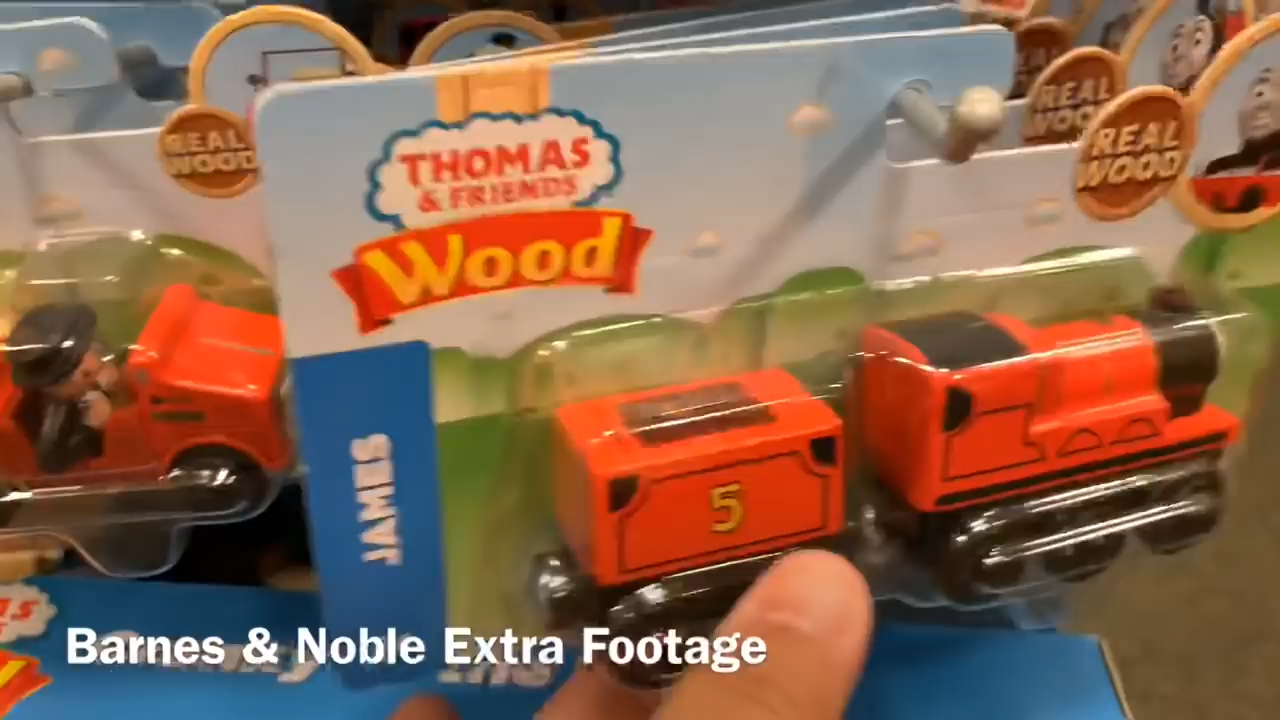 REAL
WOOD
THOMAS
& FRIENDS
Wood
REAL
WOOD
REAL
WOOD
JAMES
5
Barnes & Noble Extra Footage